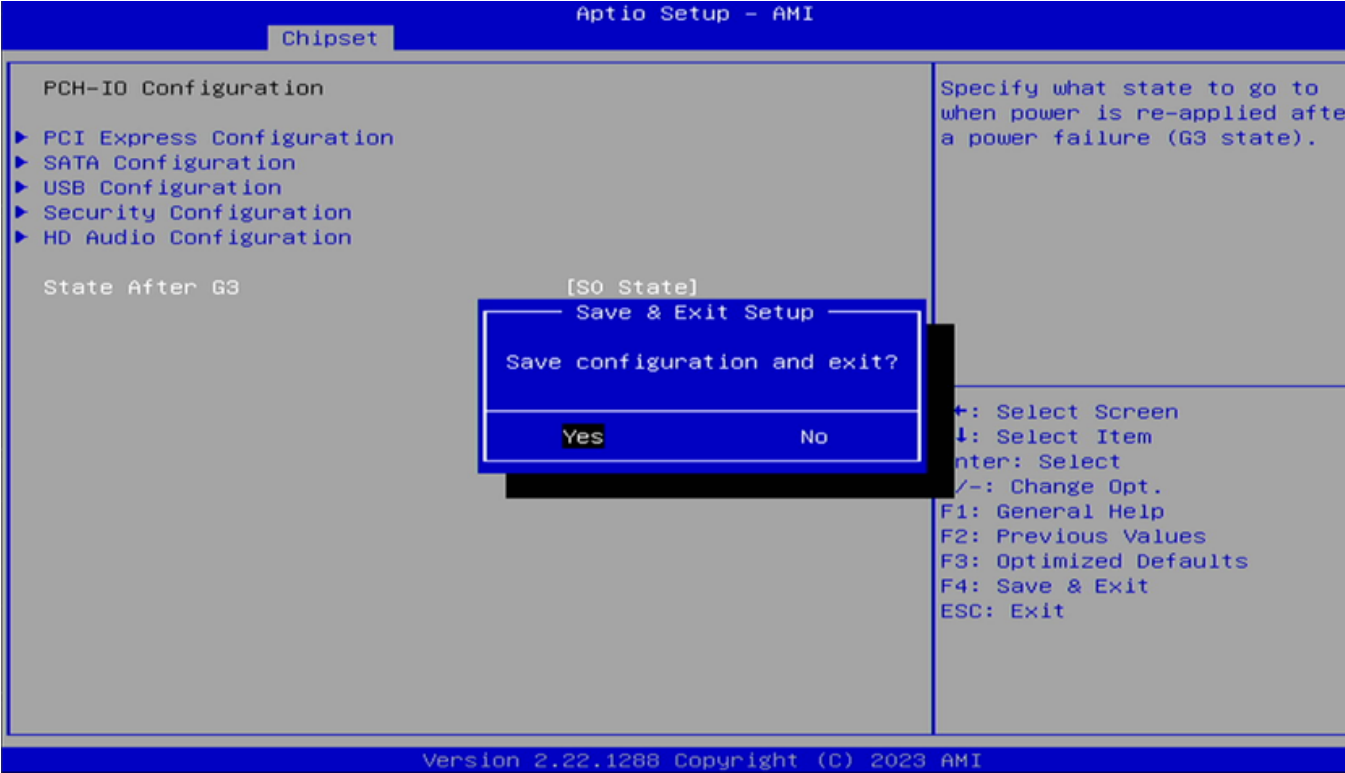 Aptio Setup – AMI
Chipset
PCH-IO Configuration
PCI Express Configuration
SATA Configuration
USB Configuration
Security Configuration
HD Audio Configuration
State After G3 [S0 State]
Specify what state to go to
when power is re-applied afte
a power failure (G3 state).
Save & Exit Setup
Save configuration and exit?
Yes No
←: Select Screen
↓: Select Item
nter: Select
/-: Change Opt.
F1: General Help
F2: Previous Values
F3: Optimized Defaults
F4: Save & Exit
ESC: Exit
Version 2.22.1288 Copyright (C) 2023 AMI